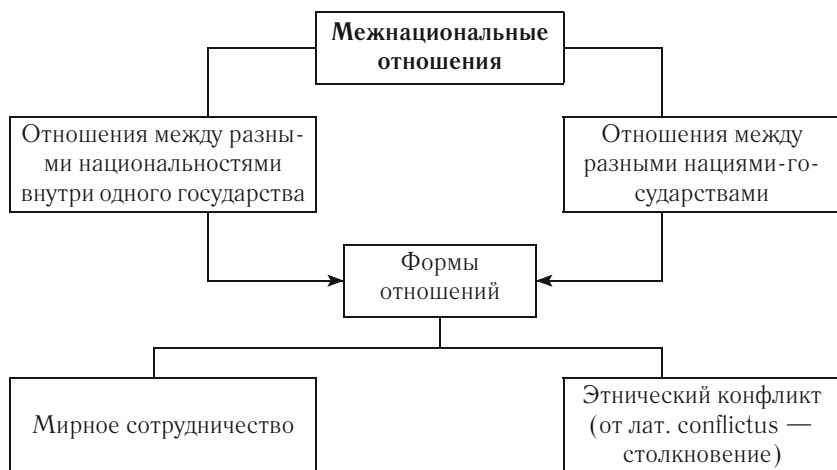 Межнациональные
отношения
Отношения между разны-
ми национальностями
внутри одного государства
Отношения между
разными нациями-го-
сударствами
Формы
отношений
Мирное сотрудничество
Этнический конфликт
(от лат. conflictus —
столкновение)